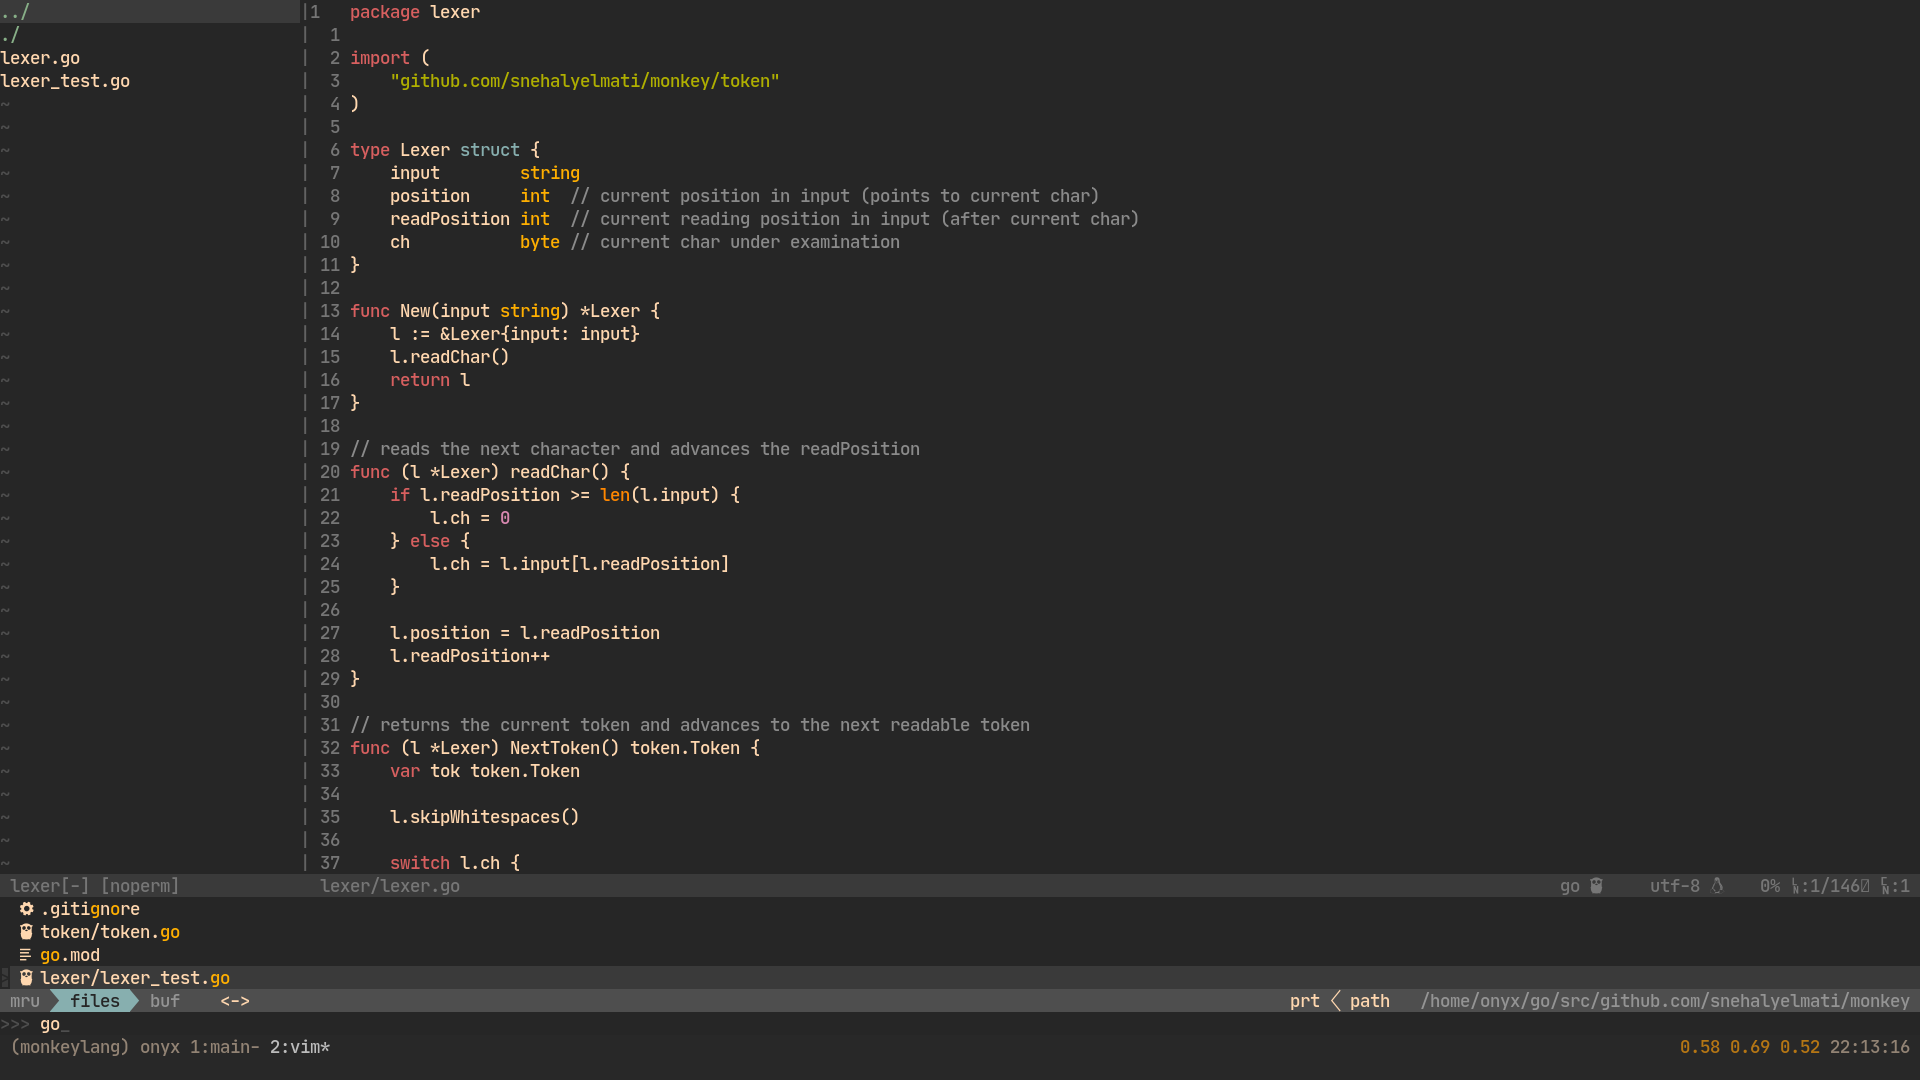 ../
./
lexer.go
lexer_test.go
1 package lexer
1
2 import (
3 "github.com/snehalyelmati/monkey/token"
4 )
5
6 type Lexer struct {
7 input string
8 position int // current position in input (points to current char)
9 readPosition int // current reading position in input (after current char)
10 ch byte // current char under examination
11 }
12
13 func New(input string) *Lexer {
14 l := &Lexer{input: input}
15 l.readChar()
16 return l
17 }
18
19 // reads the next character and advances the readPosition
20 func (l *Lexer) readChar() {
21 if l.readPosition >= len(l.input) {
22 l.ch = 0
23 } else {
24 l.ch = l.input[l.readPosition]
25 }
26
27 l.position = l.readPosition
28 l.readPosition++
29 }
30
31 // returns the current token and advances to the next readable token
32 func (l *Lexer) NextToken() token.Token {
33 var tok token.Token
34
35 l.skipWhitespaces()
36
37 switch l.ch {
lexer[-] [noperm] lexer/lexer.go go utf-8 0% :1/146 :1
.gitignore
token/token.go
go.mod
lexer/lexer_test.go
mru files buf <-> prt path /home/onyx/go/src/github.com/snehalyelmati/monkey
>>> go_
(monkeylang) onyx 1:main- 2:vim* 0.58 0.69 0.52 22:13:16